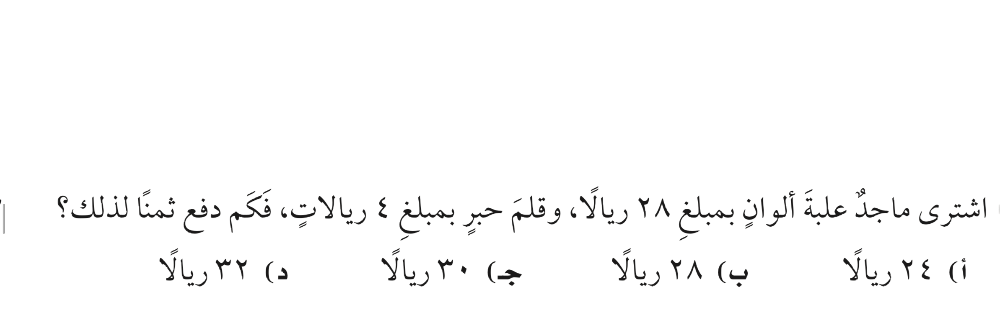 اشترى ماجدٌ علبةَ ألوانٍ بمبلغِ ٢٨ ريالًا، وقلمَ حبرٍ بمبلغِ ٤ ريالاتٍ، فَكَم دفع ثمنًا لذلك؟
أ) ٢٤ ريالًا ب) ٢٨ ريالًا جـ) ٣٠ ريالًا د) ٣٢ ريالًا